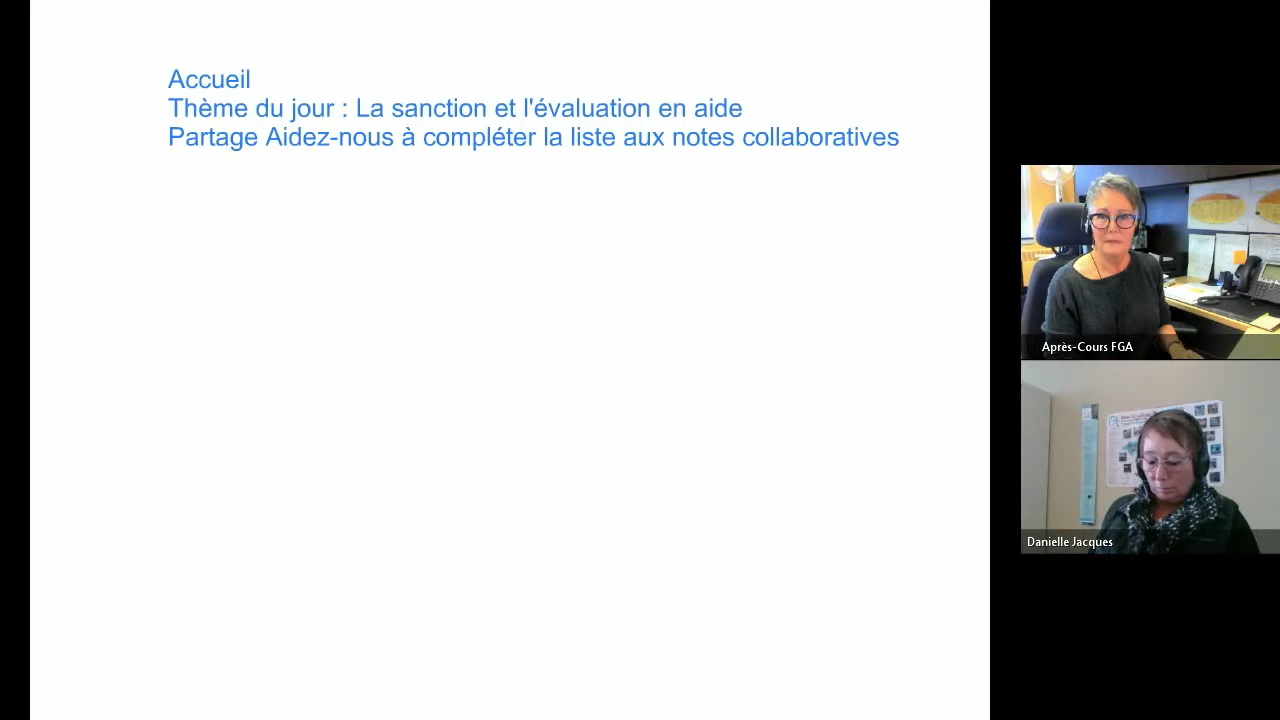 Accueil
Thème du jour : La sanction et l'évaluation en aide
Partage Aidez-nous à compléter la liste aux notes collaboratives
Après-Cours FGA
Danielle Jacques